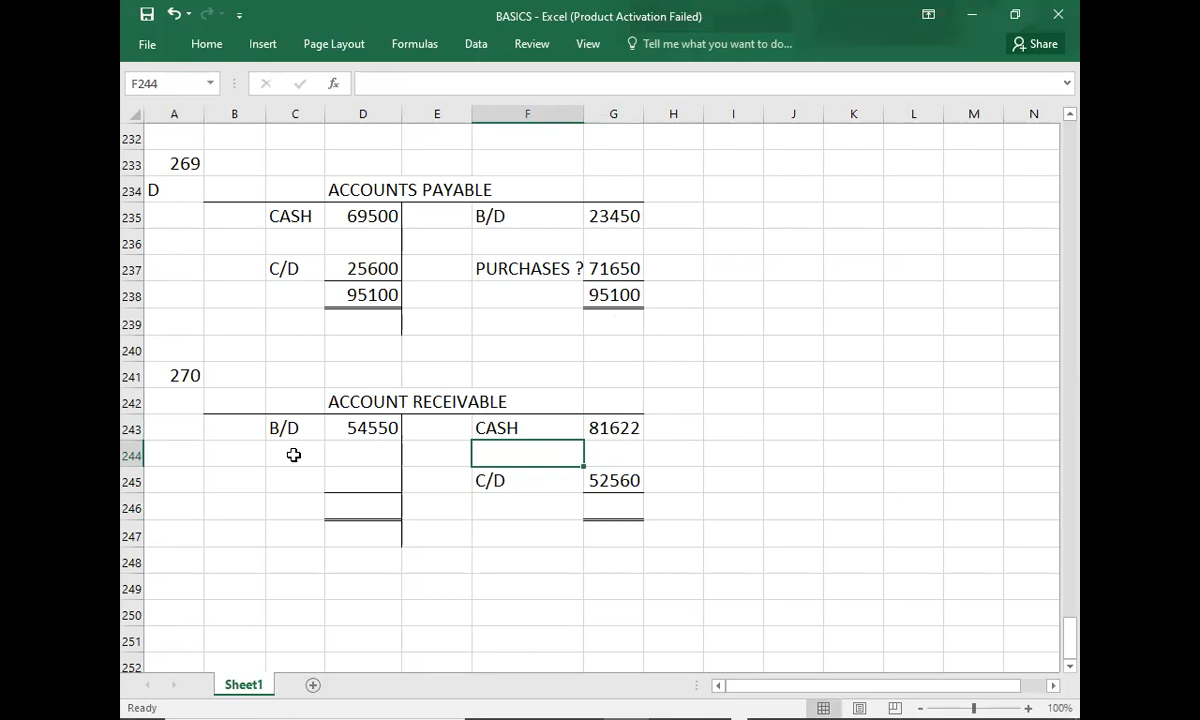 BASICS - Excel (Product Activation Failed)
File Home Insert Page Layout Formulas Data Review View Tell me what you want to do... Share
F244 fx
A B C D E F G H I J K L M N
232
233 269
234 D ACCOUNTS PAYABLE
235 CASH 69500 B/D 23450
236
237 C/D 25600 PURCHASES ? 71650
238 95100 95100
239
240
241 270
242 ACCOUNT RECEIVABLE
243 B/D 54550 CASH 81622
244
245 C/D 52560
246
247
248
249
250
251
252
Sheet1
Ready 100%